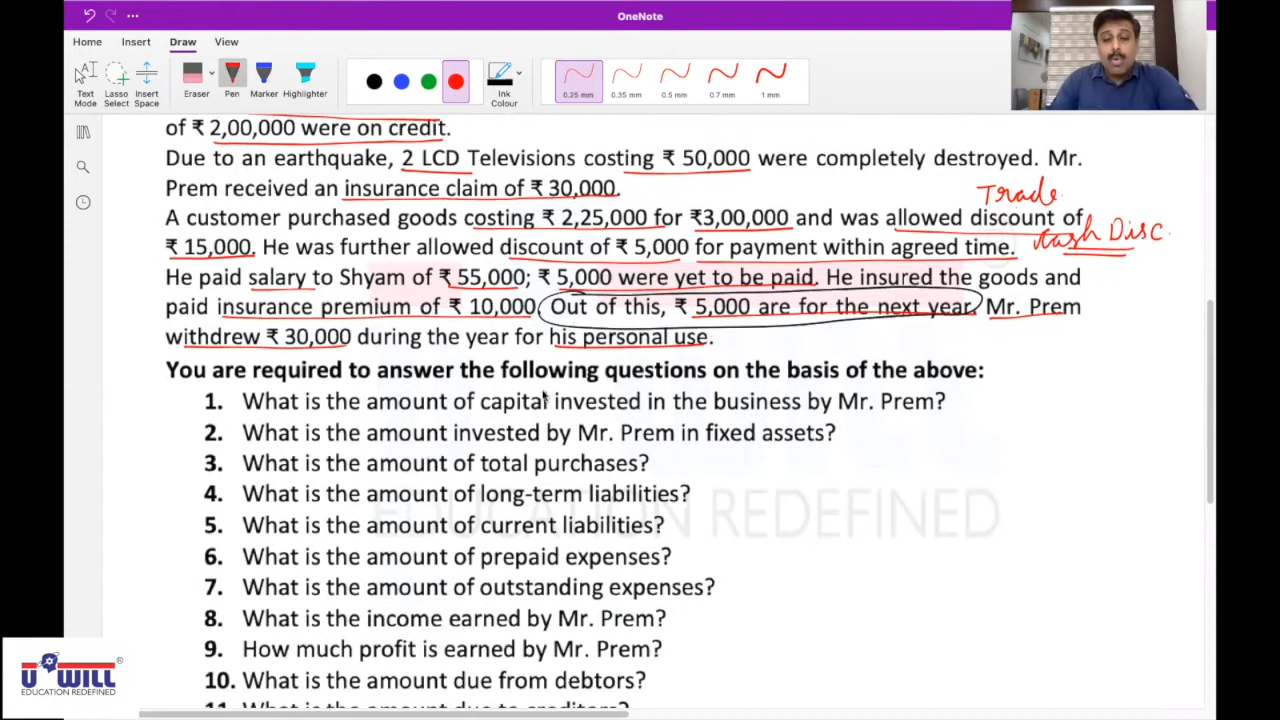 OneNote
Home Insert Draw View
Text Mode
Lasso Select
Insert Space
Eraser
Pen
Marker
Highlighter
Ink Colour
0.25 mm
0.35 mm
0.5 mm
0.7 mm
1 mm
of ₹ 2,00,000 were on credit.
Due to an earthquake, 2 LCD Televisions costing ₹ 50,000 were completely destroyed. Mr.
Prem received an insurance claim of ₹ 30,000.
Trade
A customer purchased goods costing ₹ 2,25,000 for ₹3,00,000 and was allowed discount of
₹ 15,000. He was further allowed discount of ₹ 5,000 for payment within agreed time.
Cash Disc.
He paid salary to Shyam of ₹ 55,000; ₹ 5,000 were yet to be paid. He insured the goods and
paid insurance premium of ₹ 10,000. Out of this, ₹ 5,000 are for the next year. Mr. Prem
withdrew ₹ 30,000 during the year for his personal use.
You are required to answer the following questions on the basis of the above:
1. What is the amount of capital invested in the business by Mr. Prem?
2. What is the amount invested by Mr. Prem in fixed assets?
3. What is the amount of total purchases?
4. What is the amount of long-term liabilities?
5. What is the amount of current liabilities?
6. What is the amount of prepaid expenses?
7. What is the amount of outstanding expenses?
8. What is the income earned by Mr. Prem?
9. How much profit is earned by Mr. Prem?
10. What is the amount due from debtors?
11. What is the amount due to creditors?
EDUCATION REDEFINED
U WILL
EDUCATION REDEFINED